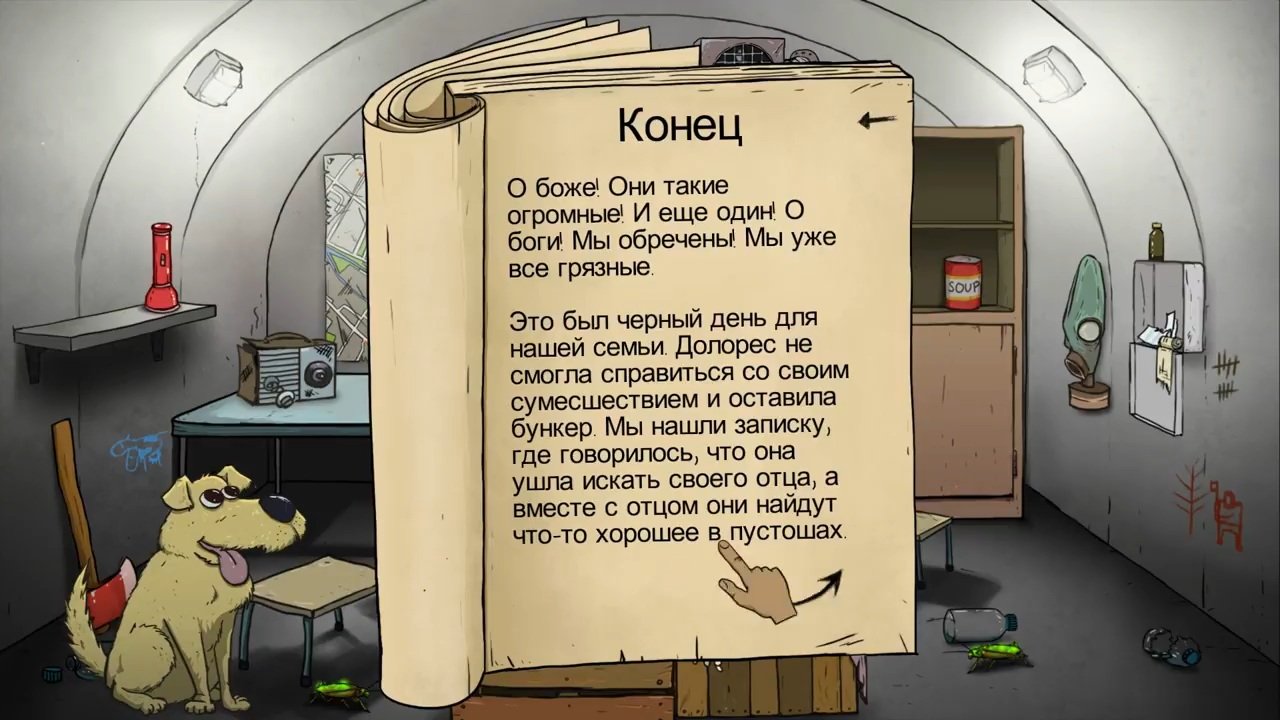 Конец
О боже! Они такие
огромные! И еще один! О
боги! Мы обречены! Мы уже
все грязные.
Это был черный день для
нашей семьи. Долорес не
смогла справиться со своим
сумесшествием и оставила
бункер. Мы нашли записку,
где говорилось, что она
ушла искать своего отца, а
вместе с отцом они найдут
что-то хорошее в пустошах.
SOUP